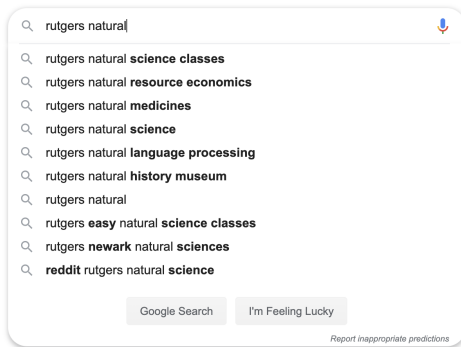 rutgers natural
rutgers natural science classes
rutgers natural resource economics
rutgers natural medicines
rutgers natural science
rutgers natural language processing
rutgers natural history museum
rutgers natural
rutgers easy natural science classes
rutgers newark natural sciences
reddit rutgers natural science
Google Search I'm Feeling Lucky
Report inappropriate predictions